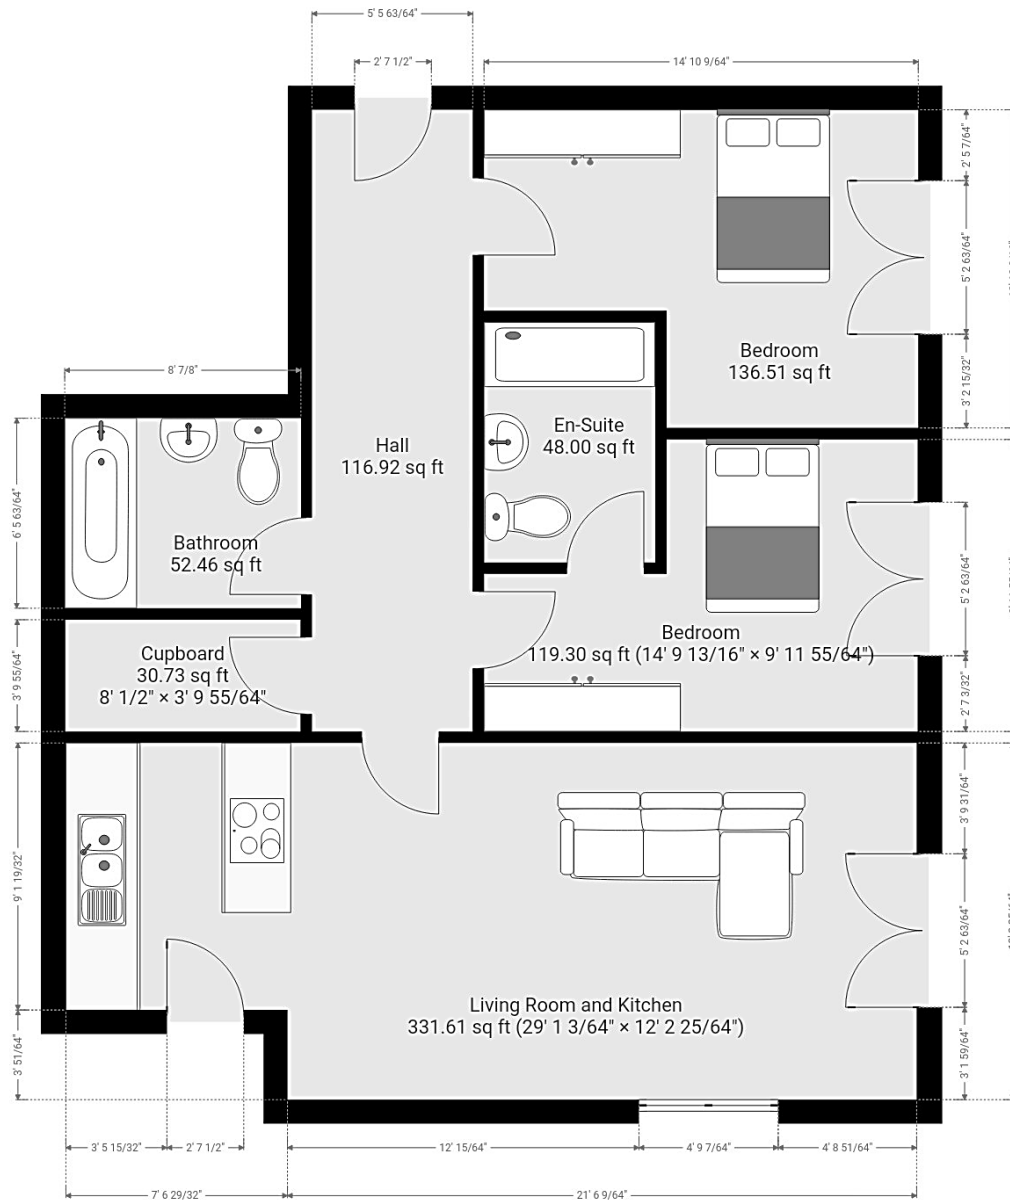 5' 5 63/64"
2' 7 1/2"
14' 10 9/64"
2' 5 7/64"
5' 2 63/64"
3' 2 15/32"
Bedroom
136.51 sq ft
8' 7/8"
Hall
116.92 sq ft
En-Suite
48.00 sq ft
6' 5 63/64"
Bathroom
52.46 sq ft
5' 2 63/64"
Bedroom
119.30 sq ft (14' 9 13/16" × 9' 11 55/64")
2' 7 3/32"
Cupboard
30.73 sq ft
8' 1/2" × 3' 9 55/64"
3' 9 55/64"
9' 1 19/32"
3' 9 31/64"
5' 2 63/64"
Living Room and Kitchen
331.61 sq ft (29' 1 3/64" × 12' 2 25/64")
3' 51/64"
3' 1 59/64"
3' 5 15/32"
2' 7 1/2"
12' 15/64"
4' 9 7/64"
4' 8 51/64"
7' 6 29/32"
21' 6 9/64"